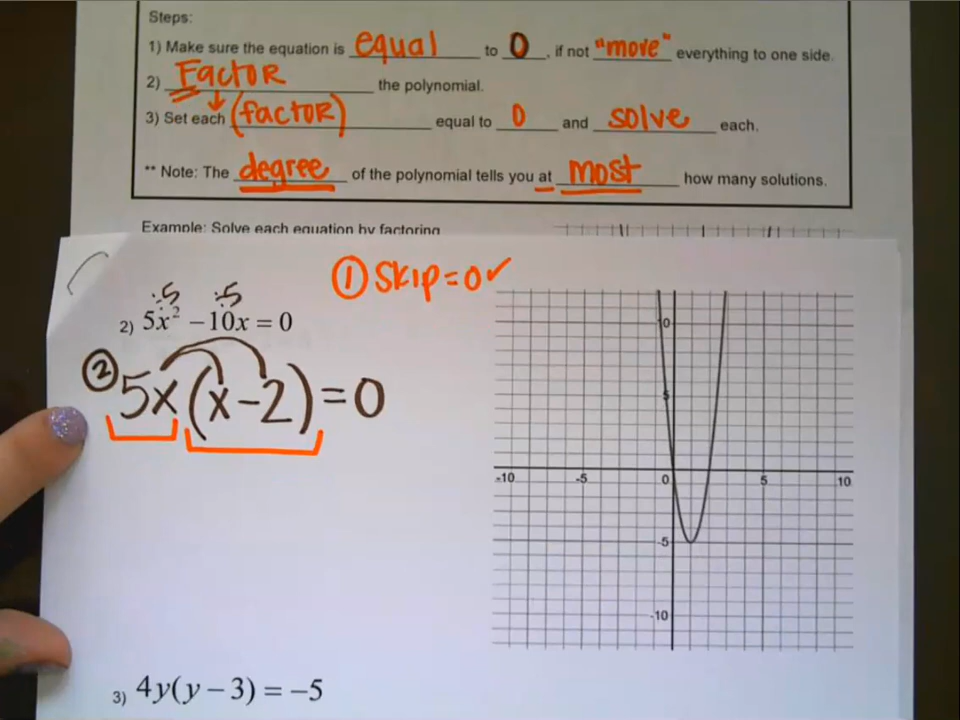 Steps:
1) Make sure the equation is equal to 0, if not "move" everything to one side.
2) Factor the polynomial.
3) Set each (factor) equal to 0 and solve each.
** Note: The degree of the polynomial tells you at most how many solutions.
Example: Solve each equation by factoring
① Skip = 0 ✓
÷5 ÷5
2) 5x² − 10x = 0
② 5x(x − 2) = 0
10
5
-10 -5 0 5 10
-5
-10
3) 4y(y − 3) = −5